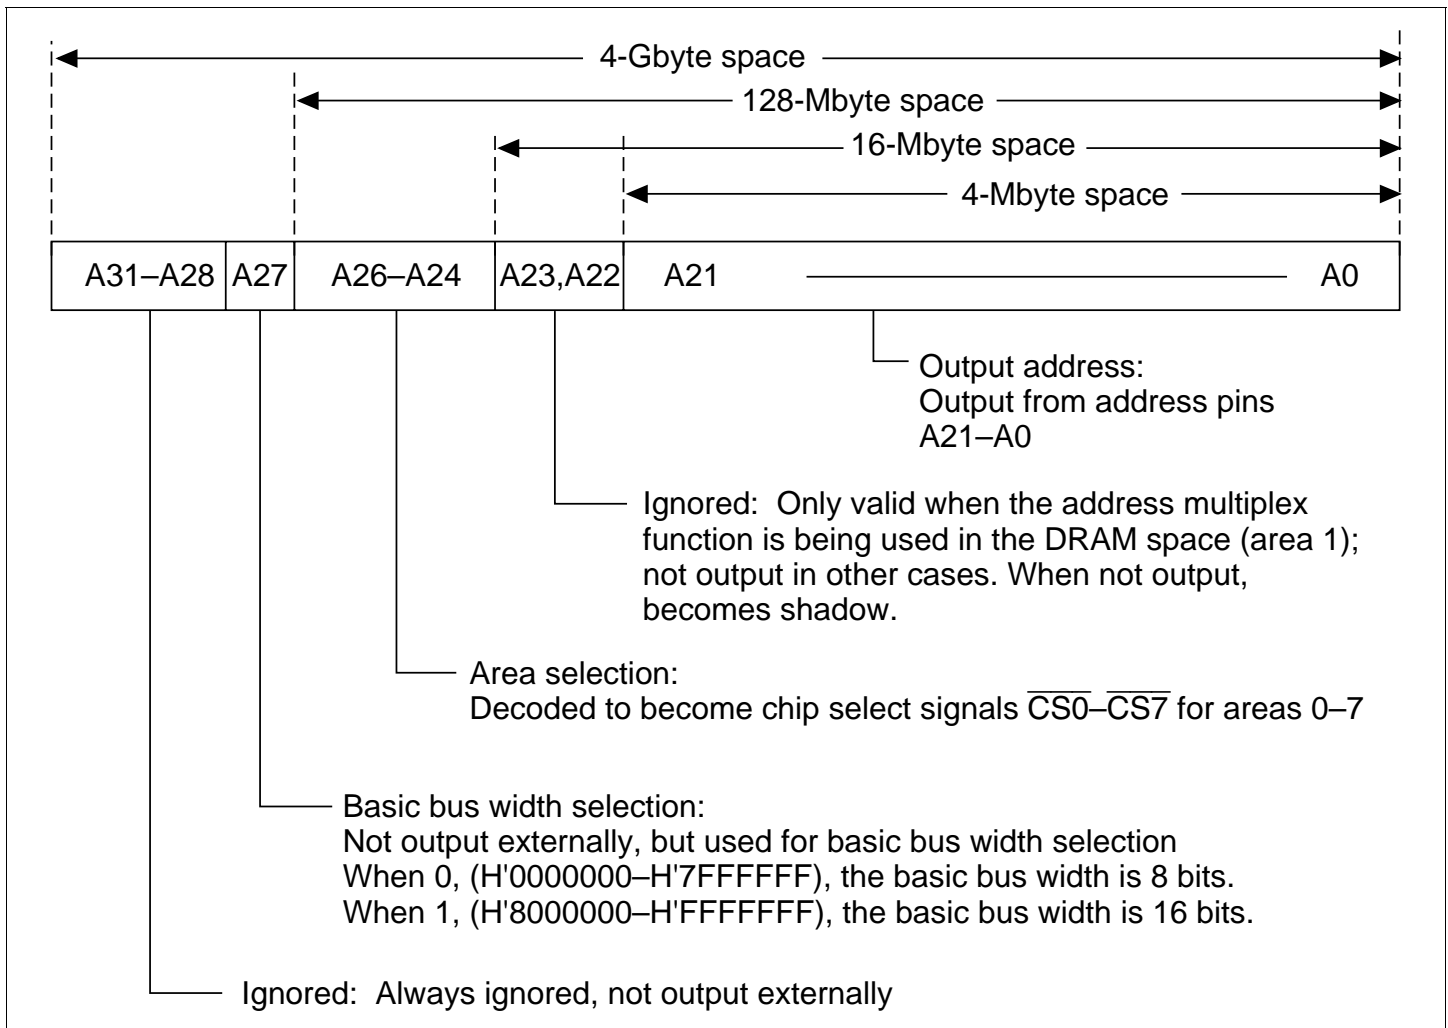 4-Gbyte space
128-Mbyte space
16-Mbyte space
4-Mbyte space
A31–A28 A27 A26–A24 A23,A22 A21 A0
Output address:
Output from address pins
A21–A0
Ignored: Only valid when the address multiplex
function is being used in the DRAM space (area 1);
not output in other cases. When not output,
becomes shadow.
Area selection:
Decoded to become chip select signals C̅S̅0̅–C̅S̅7̅ for areas 0–7
Basic bus width selection:
Not output externally, but used for basic bus width selection
When 0, (H'0000000–H'7FFFFFF), the basic bus width is 8 bits.
When 1, (H'8000000–H'FFFFFFF), the basic bus width is 16 bits.
Ignored: Always ignored, not output externally